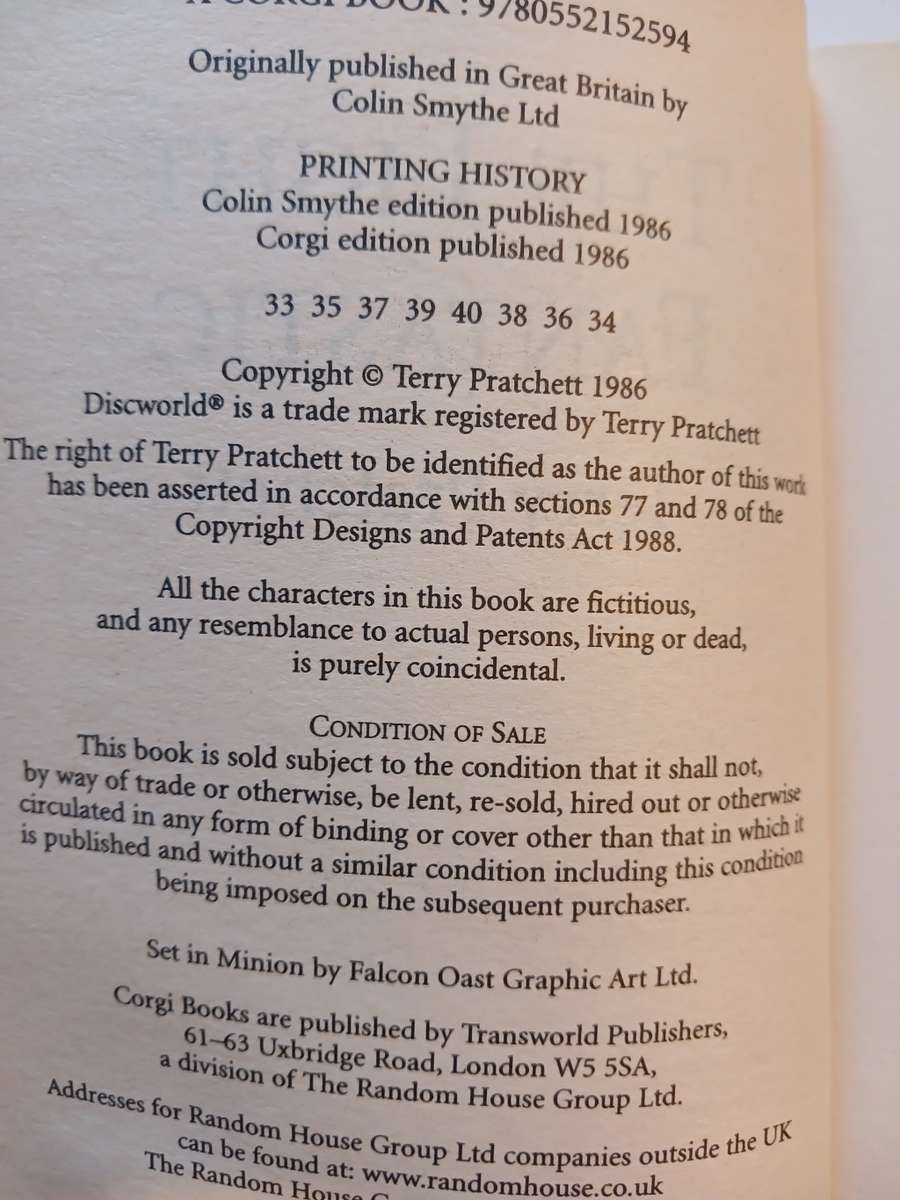 A CORGI BOOK : 9780552152594
Originally published in Great Britain by
Colin Smythe Ltd
PRINTING HISTORY
Colin Smythe edition published 1986
Corgi edition published 1986
33 35 37 39 40 38 36 34
Copyright © Terry Pratchett 1986
Discworld® is a trade mark registered by Terry Pratchett
The right of Terry Pratchett to be identified as the author of this work
has been asserted in accordance with sections 77 and 78 of the
Copyright Designs and Patents Act 1988.
All the characters in this book are fictitious,
and any resemblance to actual persons, living or dead,
is purely coincidental.
CONDITION OF SALE
This book is sold subject to the condition that it shall not,
by way of trade or otherwise, be lent, re-sold, hired out or otherwise
circulated in any form of binding or cover other than that in which it
is published and without a similar condition including this condition
being imposed on the subsequent purchaser.
Set in Minion by Falcon Oast Graphic Art Ltd.
Corgi Books are published by Transworld Publishers,
61–63 Uxbridge Road, London W5 5SA,
a division of The Random House Group Ltd.
Addresses for Random House Group Ltd companies outside the UK
can be found at: www.randomhouse.co.uk
The Random House